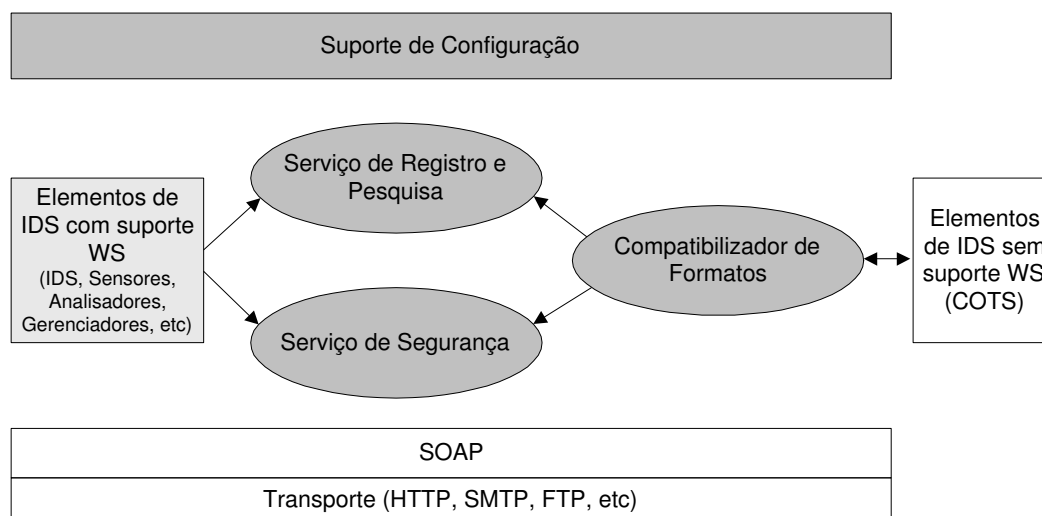 Suporte de Configuração
Serviço de Registro e
Pesquisa
Elementos de
IDS com suporte
WS
(IDS, Sensores,
Analisadores,
Gerenciadores, etc)
Compatibilizador de
Formatos
Elementos
de IDS sem
suporte WS
(COTS)
Serviço de Segurança
SOAP
Transporte (HTTP, SMTP, FTP, etc)